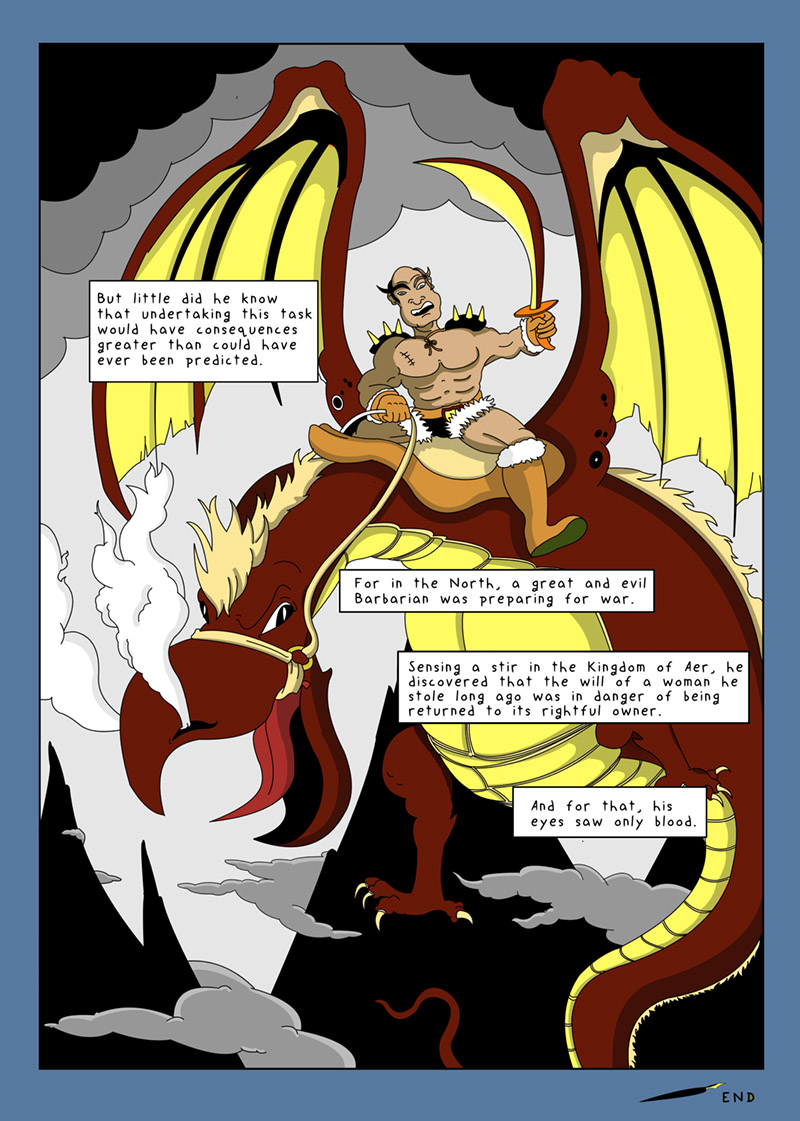 But little did he know
that undertaking this task
would have consequences
greater than could have
ever been predicted.
For in the North, a great and evil
Barbarian was preparing for war.
Sensing a stir in the Kingdom of Aer, he
discovered that the will of a woman he
stole long ago was in danger of being
returned to its rightful owner.
And for that, his
eyes saw only blood.
END